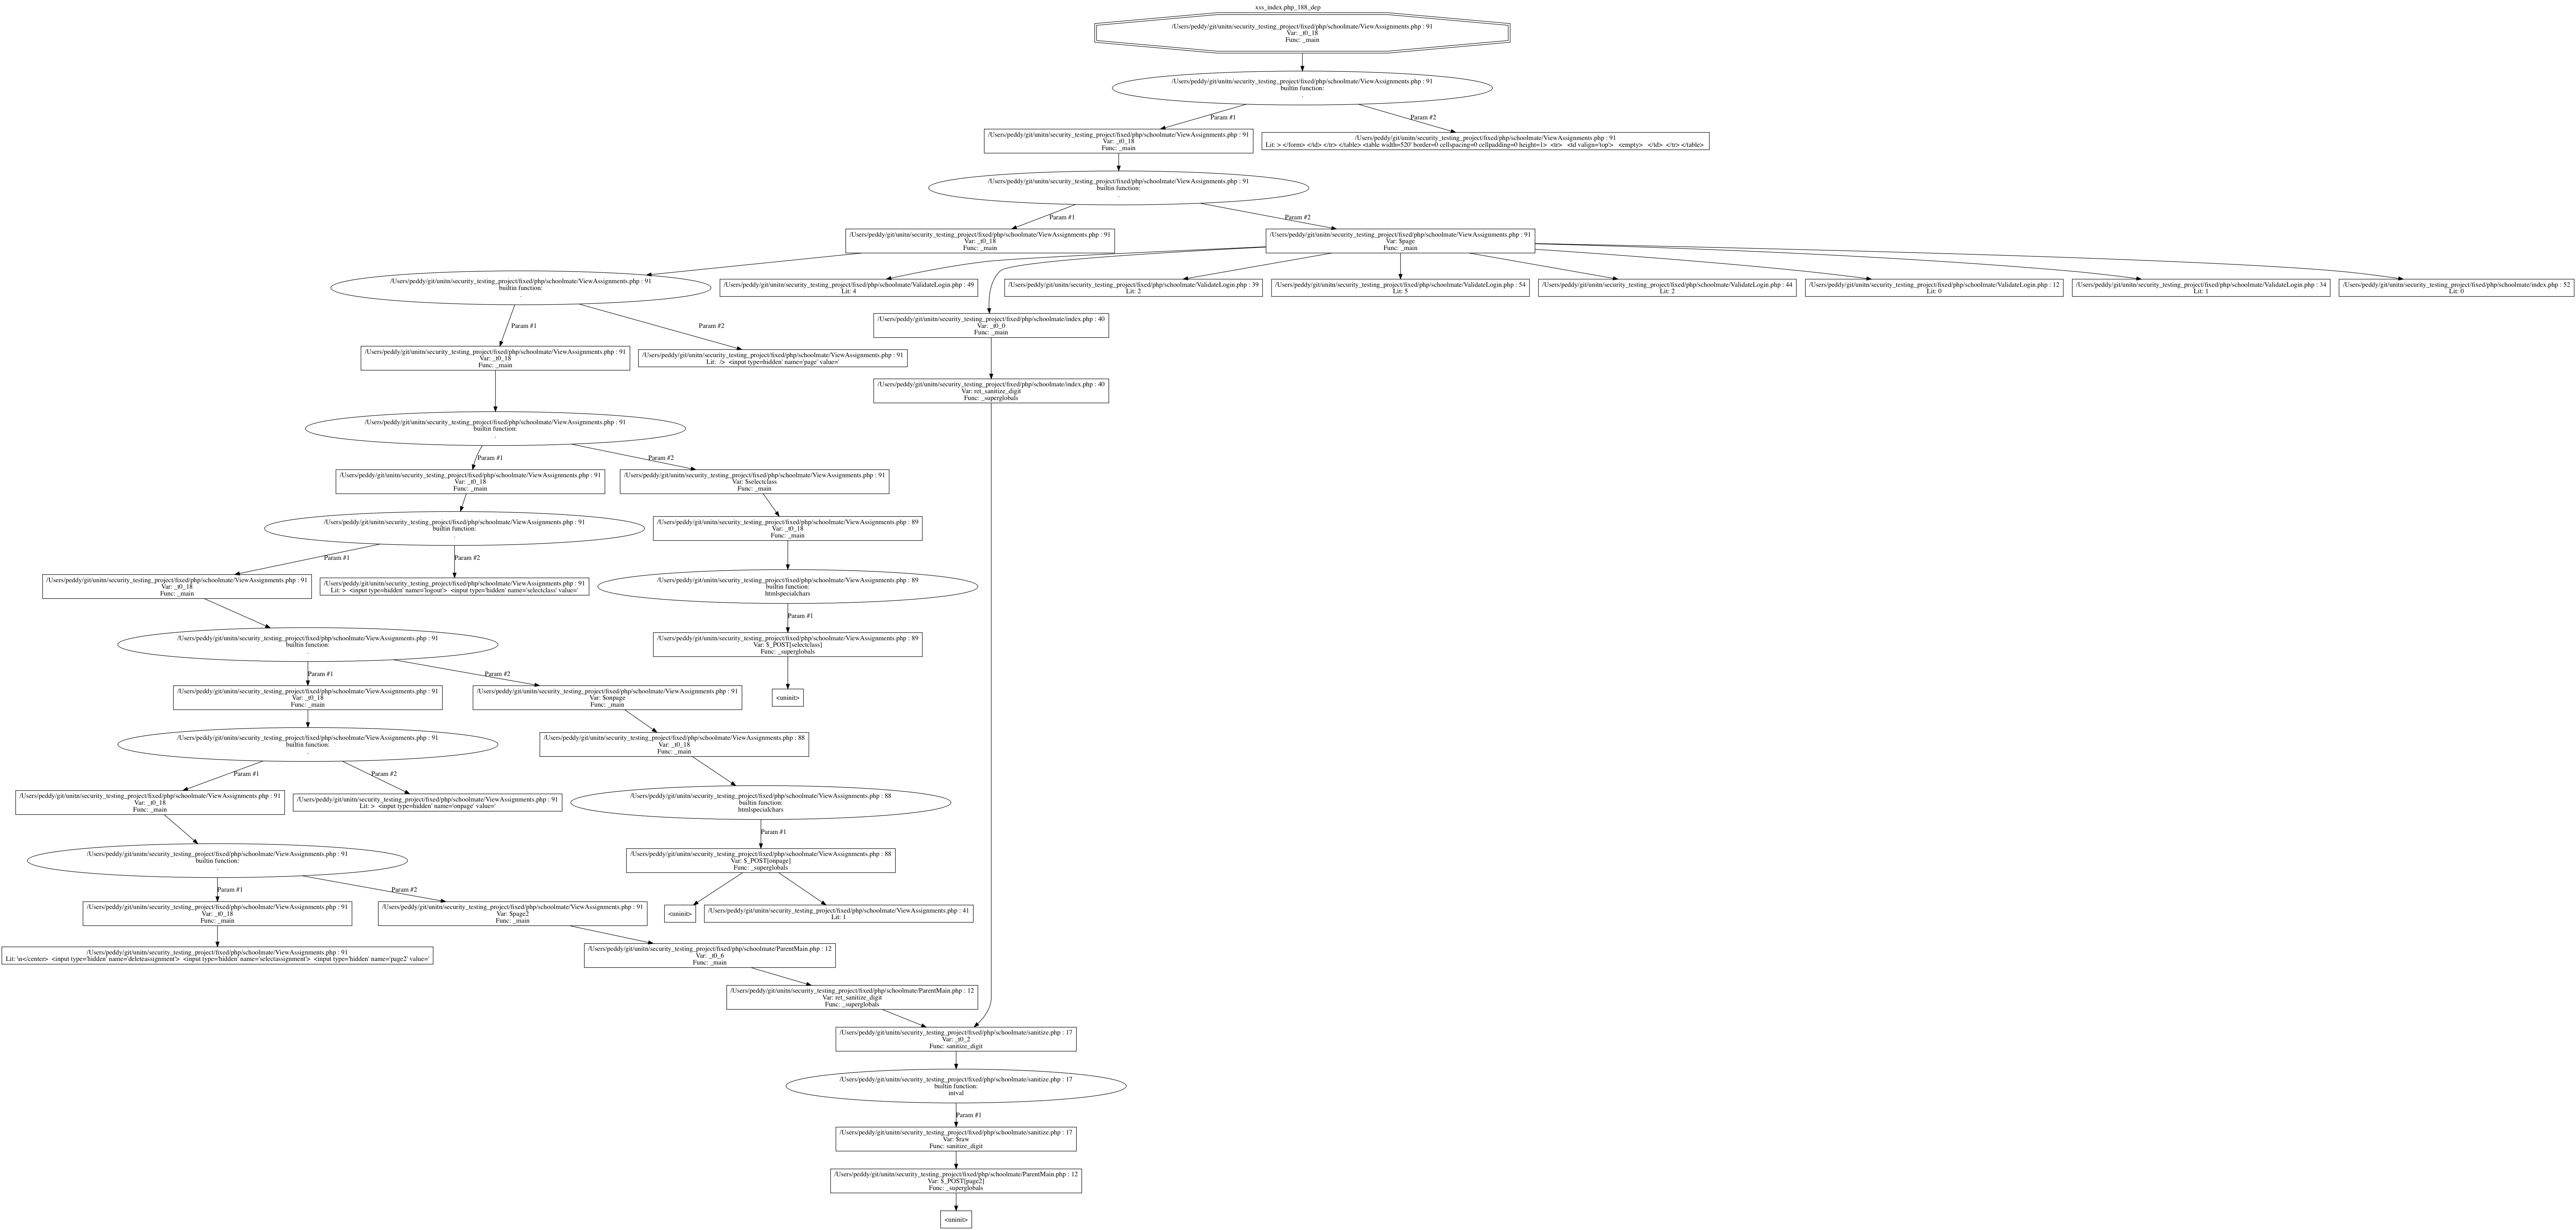 xss_index.php_188_dep
/Users/peddy/git/unitn/security_testing_project/fixed/php/schoolmate/ViewAssignments.php : 91
Var: _t0_18
Func: _main
/Users/peddy/git/unitn/security_testing_project/fixed/php/schoolmate/ViewAssignments.php : 91
builtin function:
.
Param #1
Param #2
/Users/peddy/git/unitn/security_testing_project/fixed/php/schoolmate/ViewAssignments.php : 91
Var: _t0_18
Func: _main
/Users/peddy/git/unitn/security_testing_project/fixed/php/schoolmate/ViewAssignments.php : 91
Lit: > </form> </td> </tr> </table> <table width=520' border=0 cellspacing=0 cellpadding=0 height=1> <tr> <td valign='top'> <empty> </td> </tr> </table>
/Users/peddy/git/unitn/security_testing_project/fixed/php/schoolmate/ViewAssignments.php : 91
builtin function:
.
Param #1
Param #2
/Users/peddy/git/unitn/security_testing_project/fixed/php/schoolmate/ViewAssignments.php : 91
Var: _t0_18
Func: _main
/Users/peddy/git/unitn/security_testing_project/fixed/php/schoolmate/ViewAssignments.php : 91
Var: $page
Func: _main
/Users/peddy/git/unitn/security_testing_project/fixed/php/schoolmate/ViewAssignments.php : 91
builtin function:
.
/Users/peddy/git/unitn/security_testing_project/fixed/php/schoolmate/ValidateLogin.php : 49
Lit: 4
/Users/peddy/git/unitn/security_testing_project/fixed/php/schoolmate/ValidateLogin.php : 39
Lit: 2
/Users/peddy/git/unitn/security_testing_project/fixed/php/schoolmate/ValidateLogin.php : 54
Lit: 5
/Users/peddy/git/unitn/security_testing_project/fixed/php/schoolmate/ValidateLogin.php : 44
Lit: 2
/Users/peddy/git/unitn/security_testing_project/fixed/php/schoolmate/ValidateLogin.php : 12
Lit: 0
/Users/peddy/git/unitn/security_testing_project/fixed/php/schoolmate/ValidateLogin.php : 34
Lit: 1
/Users/peddy/git/unitn/security_testing_project/fixed/php/schoolmate/index.php : 52
Lit: 0
Param #1
Param #2
/Users/peddy/git/unitn/security_testing_project/fixed/php/schoolmate/index.php : 40
Var: _t0_0
Func: _main
/Users/peddy/git/unitn/security_testing_project/fixed/php/schoolmate/ViewAssignments.php : 91
Var: _t0_18
Func: _main
/Users/peddy/git/unitn/security_testing_project/fixed/php/schoolmate/ViewAssignments.php : 91
Lit: /> <input type=hidden' name='page' value='
/Users/peddy/git/unitn/security_testing_project/fixed/php/schoolmate/index.php : 40
Var: ret_sanitize_digit
Func: _superglobals
/Users/peddy/git/unitn/security_testing_project/fixed/php/schoolmate/ViewAssignments.php : 91
builtin function:
.
Param #1
Param #2
/Users/peddy/git/unitn/security_testing_project/fixed/php/schoolmate/ViewAssignments.php : 91
Var: _t0_18
Func: _main
/Users/peddy/git/unitn/security_testing_project/fixed/php/schoolmate/ViewAssignments.php : 91
Var: $selectclass
Func: _main
/Users/peddy/git/unitn/security_testing_project/fixed/php/schoolmate/ViewAssignments.php : 91
builtin function:
.
/Users/peddy/git/unitn/security_testing_project/fixed/php/schoolmate/ViewAssignments.php : 89
Var: _t0_18
Func: _main
Param #1
Param #2
/Users/peddy/git/unitn/security_testing_project/fixed/php/schoolmate/ViewAssignments.php : 91
Var: _t0_18
Func: _main
/Users/peddy/git/unitn/security_testing_project/fixed/php/schoolmate/ViewAssignments.php : 91
Lit: > <input type=hidden' name='logout'> <input type='hidden' name='selectclass' value='
/Users/peddy/git/unitn/security_testing_project/fixed/php/schoolmate/ViewAssignments.php : 89
builtin function:
htmlspecialchars
Param #1
/Users/peddy/git/unitn/security_testing_project/fixed/php/schoolmate/ViewAssignments.php : 91
builtin function:
.
/Users/peddy/git/unitn/security_testing_project/fixed/php/schoolmate/ViewAssignments.php : 89
Var: $_POST[selectclass]
Func: _superglobals
Param #1
Param #2
/Users/peddy/git/unitn/security_testing_project/fixed/php/schoolmate/ViewAssignments.php : 91
Var: _t0_18
Func: _main
/Users/peddy/git/unitn/security_testing_project/fixed/php/schoolmate/ViewAssignments.php : 91
Var: $onpage
Func: _main
<uninit>
/Users/peddy/git/unitn/security_testing_project/fixed/php/schoolmate/ViewAssignments.php : 91
builtin function:
.
/Users/peddy/git/unitn/security_testing_project/fixed/php/schoolmate/ViewAssignments.php : 88
Var: _t0_18
Func: _main
Param #1
Param #2
/Users/peddy/git/unitn/security_testing_project/fixed/php/schoolmate/ViewAssignments.php : 91
Var: _t0_18
Func: _main
/Users/peddy/git/unitn/security_testing_project/fixed/php/schoolmate/ViewAssignments.php : 91
Lit: > <input type=hidden' name='onpage' value='
/Users/peddy/git/unitn/security_testing_project/fixed/php/schoolmate/ViewAssignments.php : 88
builtin function:
htmlspecialchars
Param #1
/Users/peddy/git/unitn/security_testing_project/fixed/php/schoolmate/ViewAssignments.php : 91
builtin function:
.
/Users/peddy/git/unitn/security_testing_project/fixed/php/schoolmate/ViewAssignments.php : 88
Var: $_POST[onpage]
Func: _superglobals
Param #1
Param #2
/Users/peddy/git/unitn/security_testing_project/fixed/php/schoolmate/ViewAssignments.php : 91
Var: _t0_18
Func: _main
/Users/peddy/git/unitn/security_testing_project/fixed/php/schoolmate/ViewAssignments.php : 91
Var: $page2
Func: _main
<uninit>
/Users/peddy/git/unitn/security_testing_project/fixed/php/schoolmate/ViewAssignments.php : 41
Lit: 1
/Users/peddy/git/unitn/security_testing_project/fixed/php/schoolmate/ViewAssignments.php : 91
Lit: \n</center> <input type='hidden' name='deleteassignment'> <input type='hidden' name='selectassignment'> <input type='hidden' name='page2' value='
/Users/peddy/git/unitn/security_testing_project/fixed/php/schoolmate/ParentMain.php : 12
Var: _t0_6
Func: _main
/Users/peddy/git/unitn/security_testing_project/fixed/php/schoolmate/ParentMain.php : 12
Var: ret_sanitize_digit
Func: _superglobals
/Users/peddy/git/unitn/security_testing_project/fixed/php/schoolmate/sanitize.php : 17
Var: _t0_2
Func: sanitize_digit
/Users/peddy/git/unitn/security_testing_project/fixed/php/schoolmate/sanitize.php : 17
builtin function:
intval
Param #1
/Users/peddy/git/unitn/security_testing_project/fixed/php/schoolmate/sanitize.php : 17
Var: $raw
Func: sanitize_digit
/Users/peddy/git/unitn/security_testing_project/fixed/php/schoolmate/ParentMain.php : 12
Var: $_POST[page2]
Func: _superglobals
<uninit>